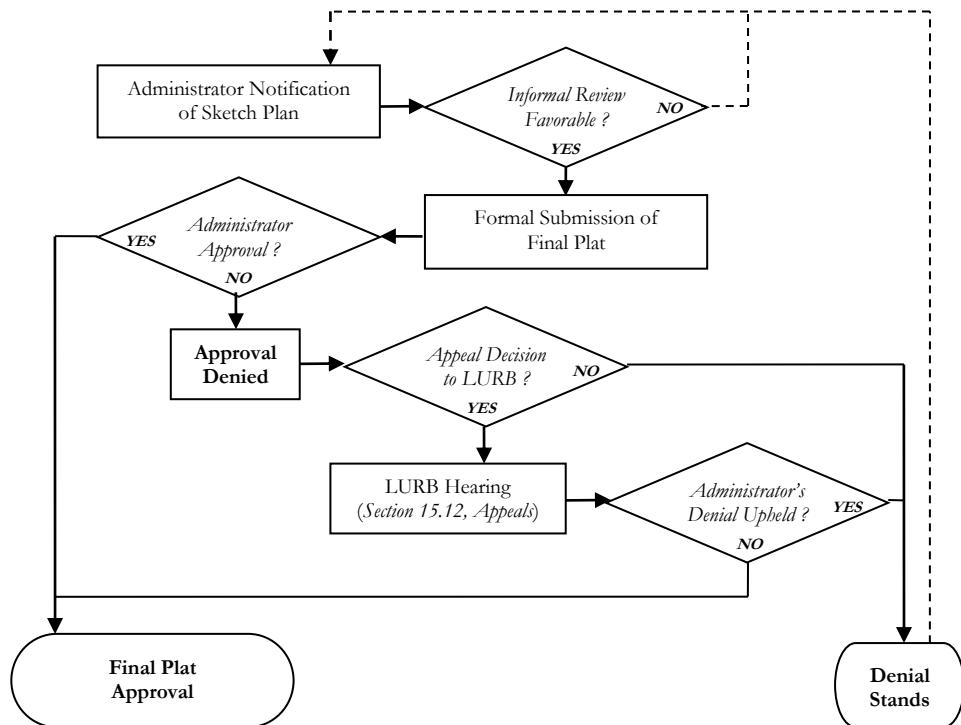 Administrator Notification
of Sketch Plan
Informal Review
Favorable ?
NO
YES
Formal Submission of
Final Plat
Administrator
Approval ?
YES
NO
Approval
Denied
Appeal Decision
to LURB ?
NO
YES
LURB Hearing
(Section 15.12, Appeals)
Administrator's
Denial Upheld ?
YES
NO
Final Plat
Approval
Denial
Stands